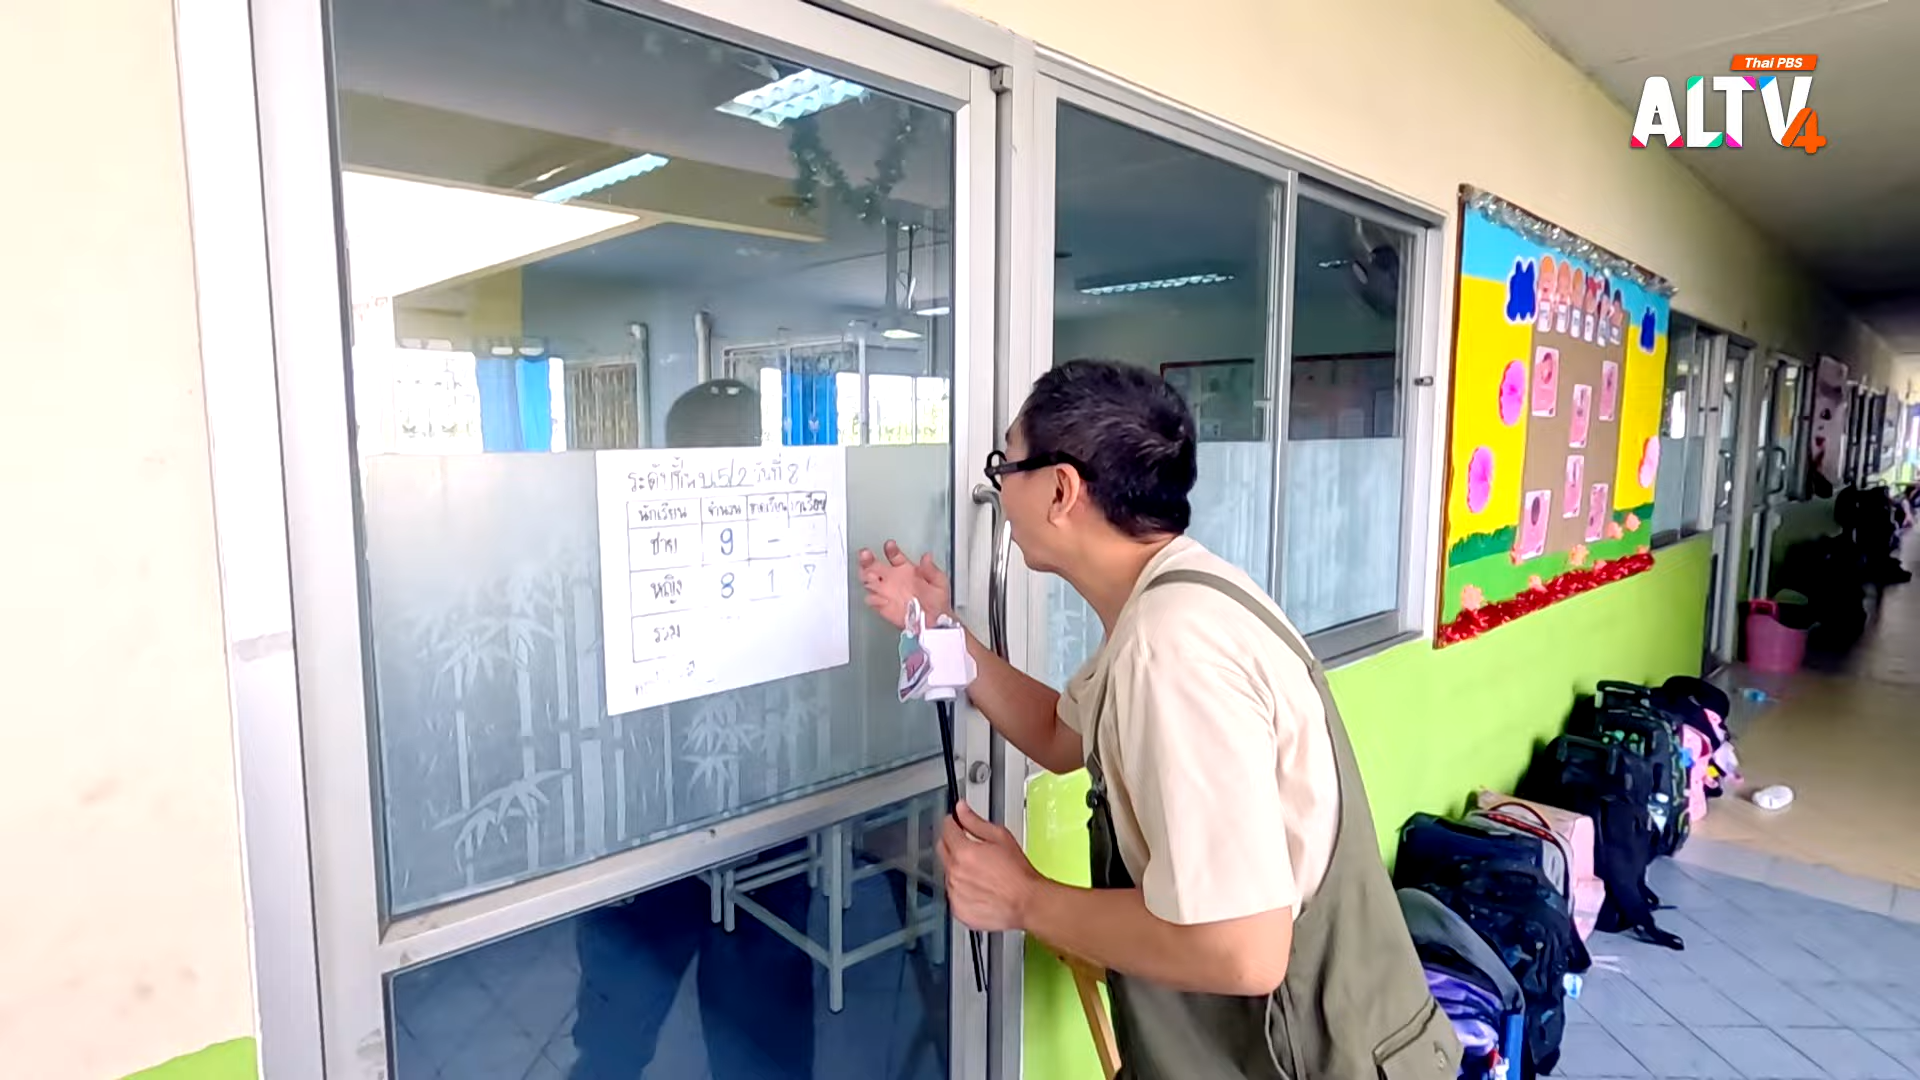 Thai PBS
ALTV4
ระดับชั้น ป.5/2 วันที่ 8
นักเรียน จำนวน ขาดเรียน มาเรียน
ชาย 9 -
หญิง 8 1 7
รวม